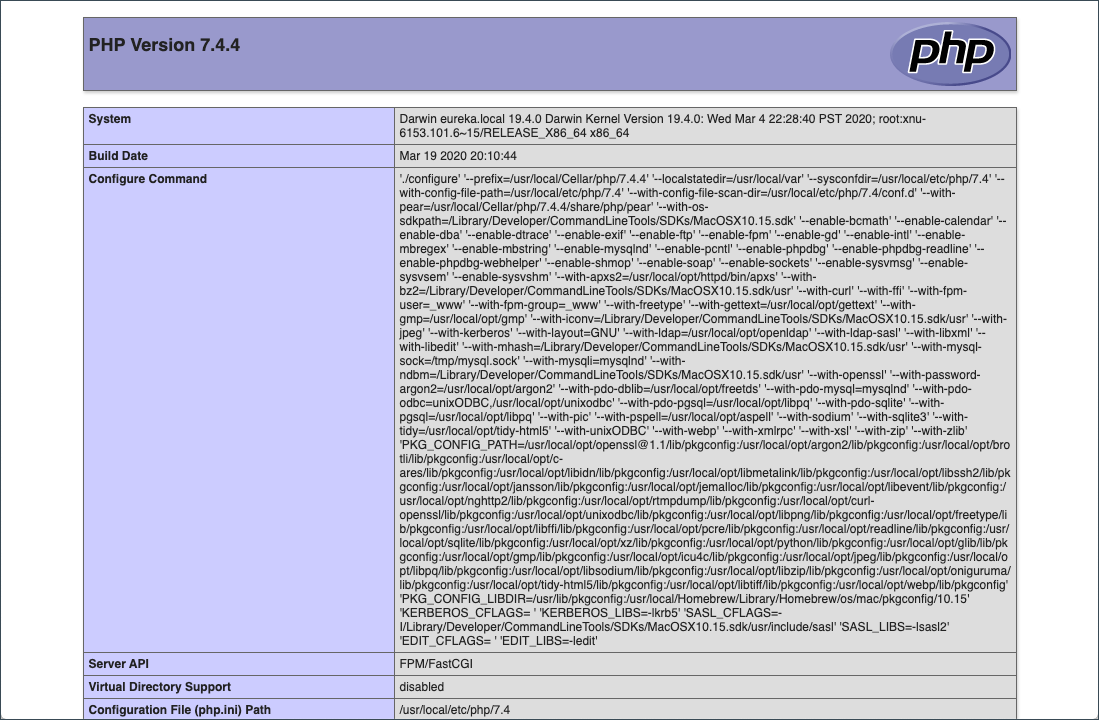 PHP Version 7.4.4
php
System
Darwin eureka.local 19.4.0 Darwin Kernel Version 19.4.0: Wed Mar 4 22:28:40 PST 2020; root:xnu-
6153.101.6~15/RELEASE_X86_64 x86_64
Build Date
Mar 19 2020 20:10:44
Configure Command
'./configure' '--prefix=/usr/local/Cellar/php/7.4.4' '--localstatedir=/usr/local/var' '--sysconfdir=/usr/local/etc/php/7.4' '--
with-config-file-path=/usr/local/etc/php/7.4' '--with-config-file-scan-dir=/usr/local/etc/php/7.4/conf.d' '--with-
pear=/usr/local/Cellar/php/7.4.4/share/php/pear' '--with-os-
sdkpath=/Library/Developer/CommandLineTools/SDKs/MacOSX10.15.sdk' '--enable-bcmath' '--enable-calendar' '--
enable-dba' '--enable-dtrace' '--enable-exif' '--enable-ftp' '--enable-fpm' '--enable-gd' '--enable-intl' '--enable-
mbregex' '--enable-mbstring' '--enable-mysqlnd' '--enable-pcntl' '--enable-phpdbg' '--enable-phpdbg-readline' '--
enable-phpdbg-webhelper' '--enable-shmop' '--enable-soap' '--enable-sockets' '--enable-sysvmsg' '--enable-
sysvsem' '--enable-sysvshm' '--with-apxs2=/usr/local/opt/httpd/bin/apxs' '--with-
bz2=/Library/Developer/CommandLineTools/SDKs/MacOSX10.15.sdk/usr' '--with-curl' '--with-ffi' '--with-fpm-
user=_www' '--with-fpm-group=_www' '--with-freetype' '--with-gettext=/usr/local/opt/gettext' '--with-
gmp=/usr/local/opt/gmp' '--with-iconv=/Library/Developer/CommandLineTools/SDKs/MacOSX10.15.sdk/usr' '--with-
jpeg' '--with-kerberos' '--with-layout=GNU' '--with-ldap=/usr/local/opt/openldap' '--with-ldap-sasl' '--with-libxml' '--
with-libedit' '--with-mhash=/Library/Developer/CommandLineTools/SDKs/MacOSX10.15.sdk/usr' '--with-mysql-
sock=/tmp/mysql.sock' '--with-mysqli=mysqlnd' '--with-
ndbm=/Library/Developer/CommandLineTools/SDKs/MacOSX10.15.sdk/usr' '--with-openssl' '--with-password-
argon2=/usr/local/opt/argon2' '--with-pdo-dblib=/usr/local/opt/freetds' '--with-pdo-mysql=mysqlnd' '--with-pdo-
odbc=unixODBC,/usr/local/opt/unixodbc' '--with-pdo-pgsql=/usr/local/opt/libpq' '--with-pdo-sqlite' '--with-
pgsql=/usr/local/opt/libpq' '--with-pic' '--with-pspell=/usr/local/opt/aspell' '--with-sodium' '--with-sqlite3' '--with-
tidy=/usr/local/opt/tidy-html5' '--with-unixODBC' '--with-webp' '--with-xmlrpc' '--with-xsl' '--with-zip' '--with-zlib'
'PKG_CONFIG_PATH=/usr/local/opt/openssl@1.1/lib/pkgconfig:/usr/local/opt/argon2/lib/pkgconfig:/usr/local/opt/bro
tli/lib/pkgconfig:/usr/local/opt/c-
ares/lib/pkgconfig:/usr/local/opt/libidn/lib/pkgconfig:/usr/local/opt/libmetalink/lib/pkgconfig:/usr/local/opt/libssh2/lib/pk
gconfig:/usr/local/opt/jansson/lib/pkgconfig:/usr/local/opt/jemalloc/lib/pkgconfig:/usr/local/opt/libevent/lib/pkgconfig:/
usr/local/opt/nghttp2/lib/pkgconfig:/usr/local/opt/rtmpdump/lib/pkgconfig:/usr/local/opt/curl-
openssl/lib/pkgconfig:/usr/local/opt/unixodbc/lib/pkgconfig:/usr/local/opt/libpng/lib/pkgconfig:/usr/local/opt/freetype/li
b/pkgconfig:/usr/local/opt/libffi/lib/pkgconfig:/usr/local/opt/pcre/lib/pkgconfig:/usr/local/opt/readline/lib/pkgconfig:/usr/
local/opt/sqlite/lib/pkgconfig:/usr/local/opt/xz/lib/pkgconfig:/usr/local/opt/python/lib/pkgconfig:/usr/local/opt/glib/lib/pk
gconfig:/usr/local/opt/gmp/lib/pkgconfig:/usr/local/opt/icu4c/lib/pkgconfig:/usr/local/opt/jpeg/lib/pkgconfig:/usr/local/o
pt/libpq/lib/pkgconfig:/usr/local/opt/libsodium/lib/pkgconfig:/usr/local/opt/libzip/lib/pkgconfig:/usr/local/opt/oniguruma/
lib/pkgconfig:/usr/local/opt/tidy-html5/lib/pkgconfig:/usr/local/opt/libtiff/lib/pkgconfig:/usr/local/opt/webp/lib/pkgconfig'
'PKG_CONFIG_LIBDIR=/usr/lib/pkgconfig:/usr/local/Homebrew/Library/Homebrew/os/mac/pkgconfig/10.15'
'KERBEROS_CFLAGS= ' 'KERBEROS_LIBS=-lkrb5' 'SASL_CFLAGS=-
I/Library/Developer/CommandLineTools/SDKs/MacOSX10.15.sdk/usr/include/sasl' 'SASL_LIBS=-lsasl2'
'EDIT_CFLAGS= ' 'EDIT_LIBS=-ledit'
Server API
FPM/FastCGI
Virtual Directory Support
disabled
Configuration File (php.ini) Path
/usr/local/etc/php/7.4